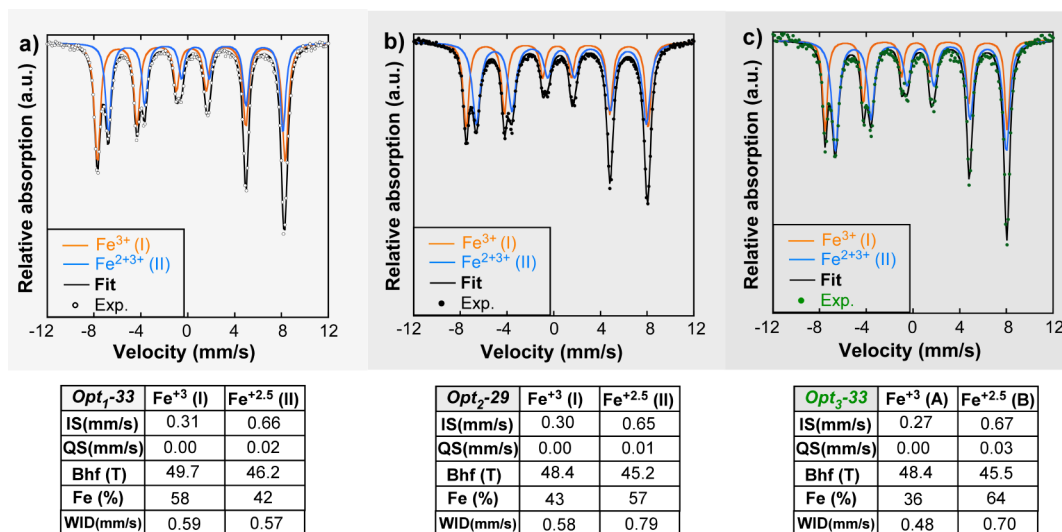 a)
Relative absorption (a.u.)
Fe³⁺ (I)
Fe²⁺³⁺ (II)
Fit
Exp.
-12 -8 -4 0 4 8 12
Velocity (mm/s)
b)
Relative absorption (a.u.)
Fe³⁺ (I)
Fe²⁺³⁺ (II)
Fit
Exp.
-12 -8 -4 0 4 8 12
Velocity (mm/s)
c)
Relative absorption (a.u.)
Fe³⁺ (I)
Fe²⁺³⁺ (II)
Fit
Exp.
-12 -8 -4 0 4 8 12
Velocity (mm/s)
Opt₁-33 Fe⁺³ (I) Fe⁺²·⁵ (II)
IS(mm/s) 0.31 0.66
QS(mm/s) 0.00 0.02
Bhf (T) 49.7 46.2
Fe (%) 58 42
WID(mm/s) 0.59 0.57
Opt₂-29 Fe⁺³ (I) Fe⁺²·⁵ (II)
IS(mm/s) 0.30 0.65
QS(mm/s) 0.00 0.01
Bhf (T) 48.4 45.2
Fe (%) 43 57
WID(mm/s) 0.58 0.79
Opt₃-33 Fe⁺³ (A) Fe⁺²·⁵ (B)
IS(mm/s) 0.27 0.67
QS(mm/s) 0.00 0.03
Bhf (T) 48.4 45.5
Fe (%) 36 64
WID(mm/s) 0.48 0.70